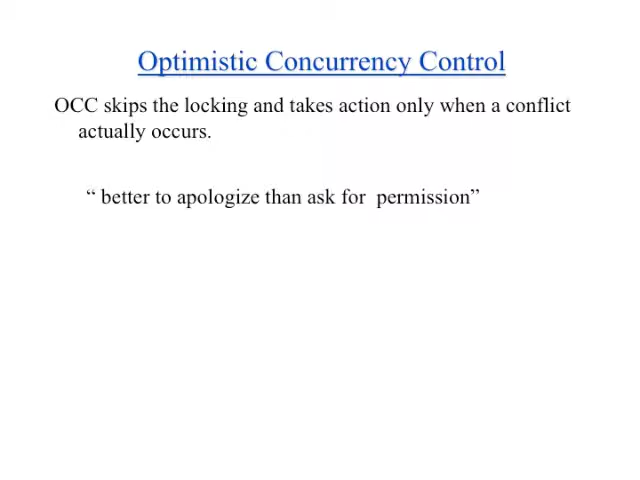 Optimistic Concurrency Control
OCC skips the locking and takes action only when a conflict
actually occurs.
“ better to apologize than ask for  permission”